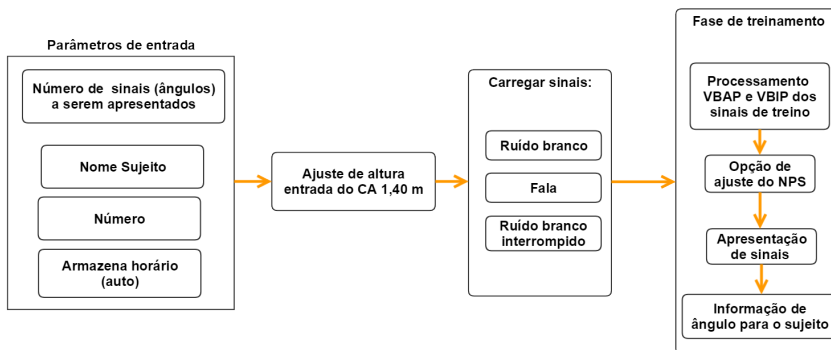 Parâmetros de entrada
Número de sinais (ângulos)
a serem apresentados
Nome Sujeito
Número
Armazena horário
(auto)
Ajuste de altura
entrada do CA 1,40 m
Carregar sinais:
Ruído branco
Fala
Ruído branco
interrompido
Fase de treinamento
Processamento
VBAP e VBIP dos
sinais de treino
Opção de
ajuste do NPS
Apresentação
de sinais
Informação de
ângulo para o sujeito